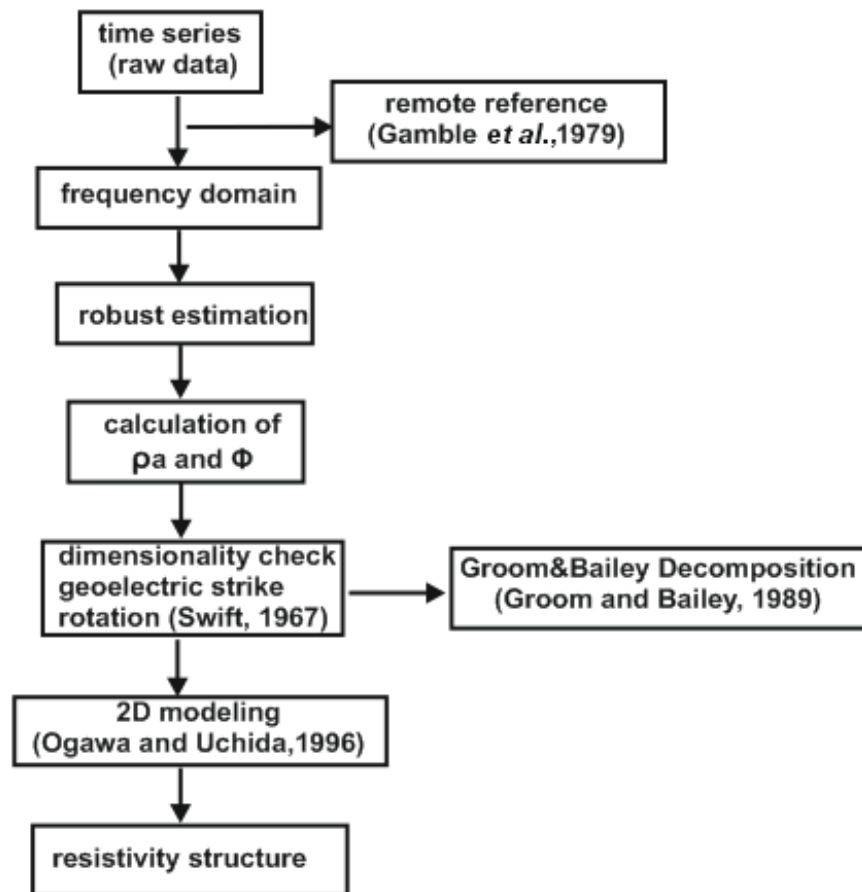 time series
(raw data)
remote reference
(Gamble et al.,1979)
frequency domain
robust estimation
calculation of
ρa and Φ
dimensionality check
geoelectric strike
rotation (Swift, 1967)
Groom&Bailey Decomposition
(Groom and Bailey, 1989)
2D modeling
(Ogawa and Uchida,1996)
resistivity structure